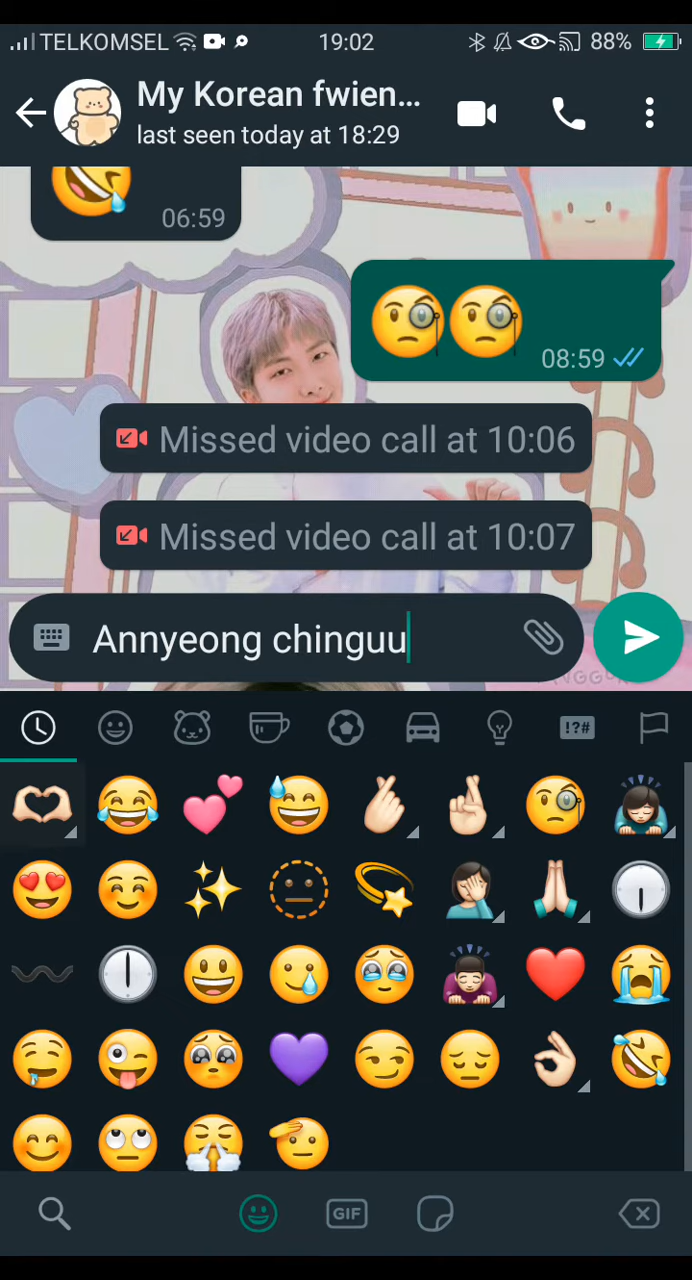 TELKOMSEL 19:02 88%
My Korean fwien...
last seen today at 18:29
06:59
08:59
Missed video call at 10:06
Missed video call at 10:07
Annyeong chinguu
!?#
GIF